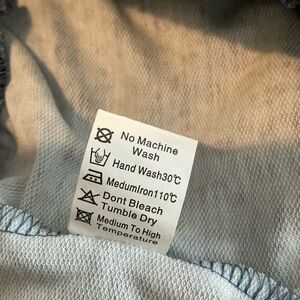 No Machine
Wash
Hand Wash30℃
MedumIron110℃
Dont Bleach
Tumble Dry
Medium To High
Temperature